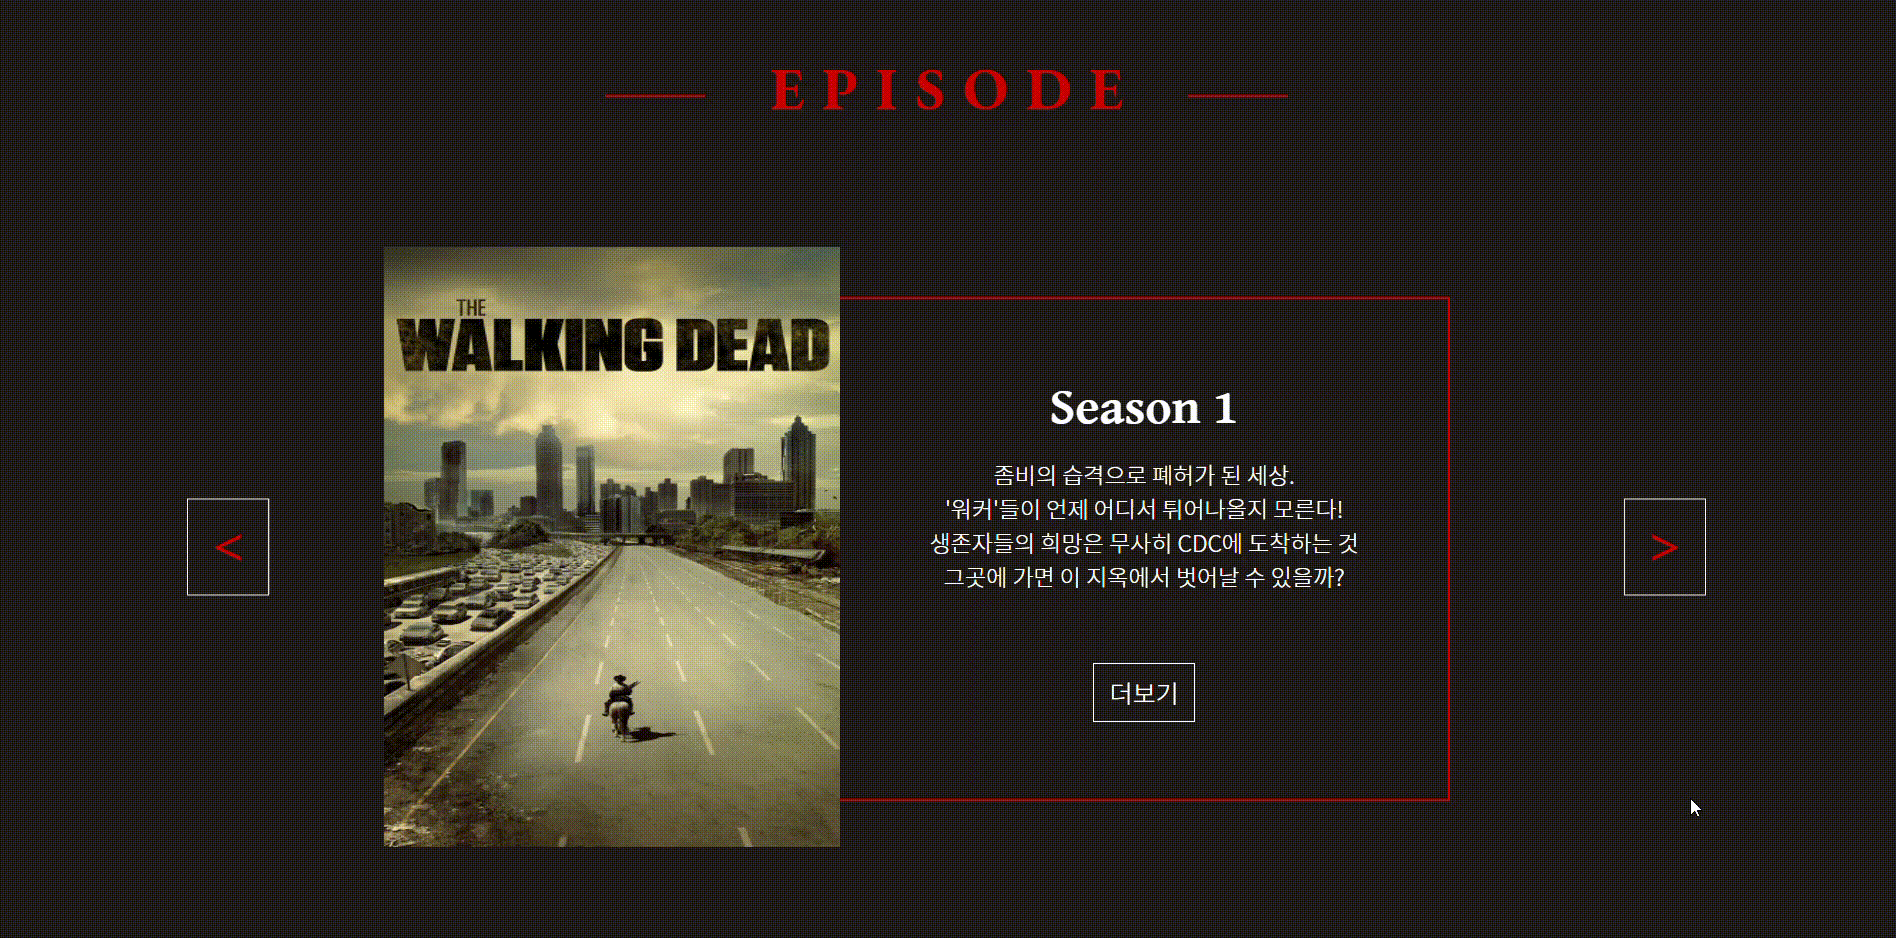 EPISODE
THE
WALKING DEAD
Season 1
좀비의 습격으로 폐허가 된 세상.
'워커'들이 언제 어디서 튀어나올지 모른다!
생존자들의 희망은 무사히 CDC에 도착하는 것
그곳에 가면 이 지옥에서 벗어날 수 있을까?
<
>
더보기